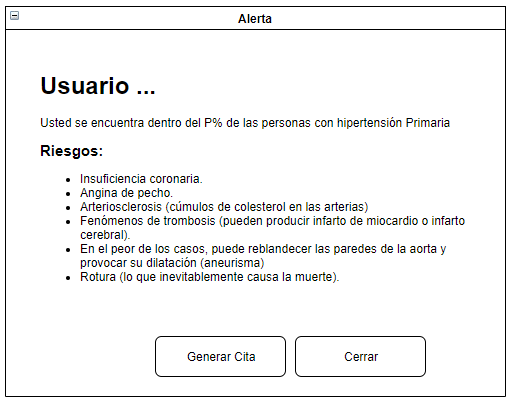 Alerta
Usuario ...
Usted se encuentra dentro del P% de las personas con hipertensión Primaria
Riesgos:
• Insuficiencia coronaria.
• Angina de pecho.
• Arteriosclerosis (cúmulos de colesterol en las arterias)
• Fenómenos de trombosis (pueden producir infarto de miocardio o infarto
cerebral).
• En el peor de los casos, puede reblandecer las paredes de la aorta y
provocar su dilatación (aneurisma)
• Rotura (lo que inevitablemente causa la muerte).
Generar Cita
Cerrar